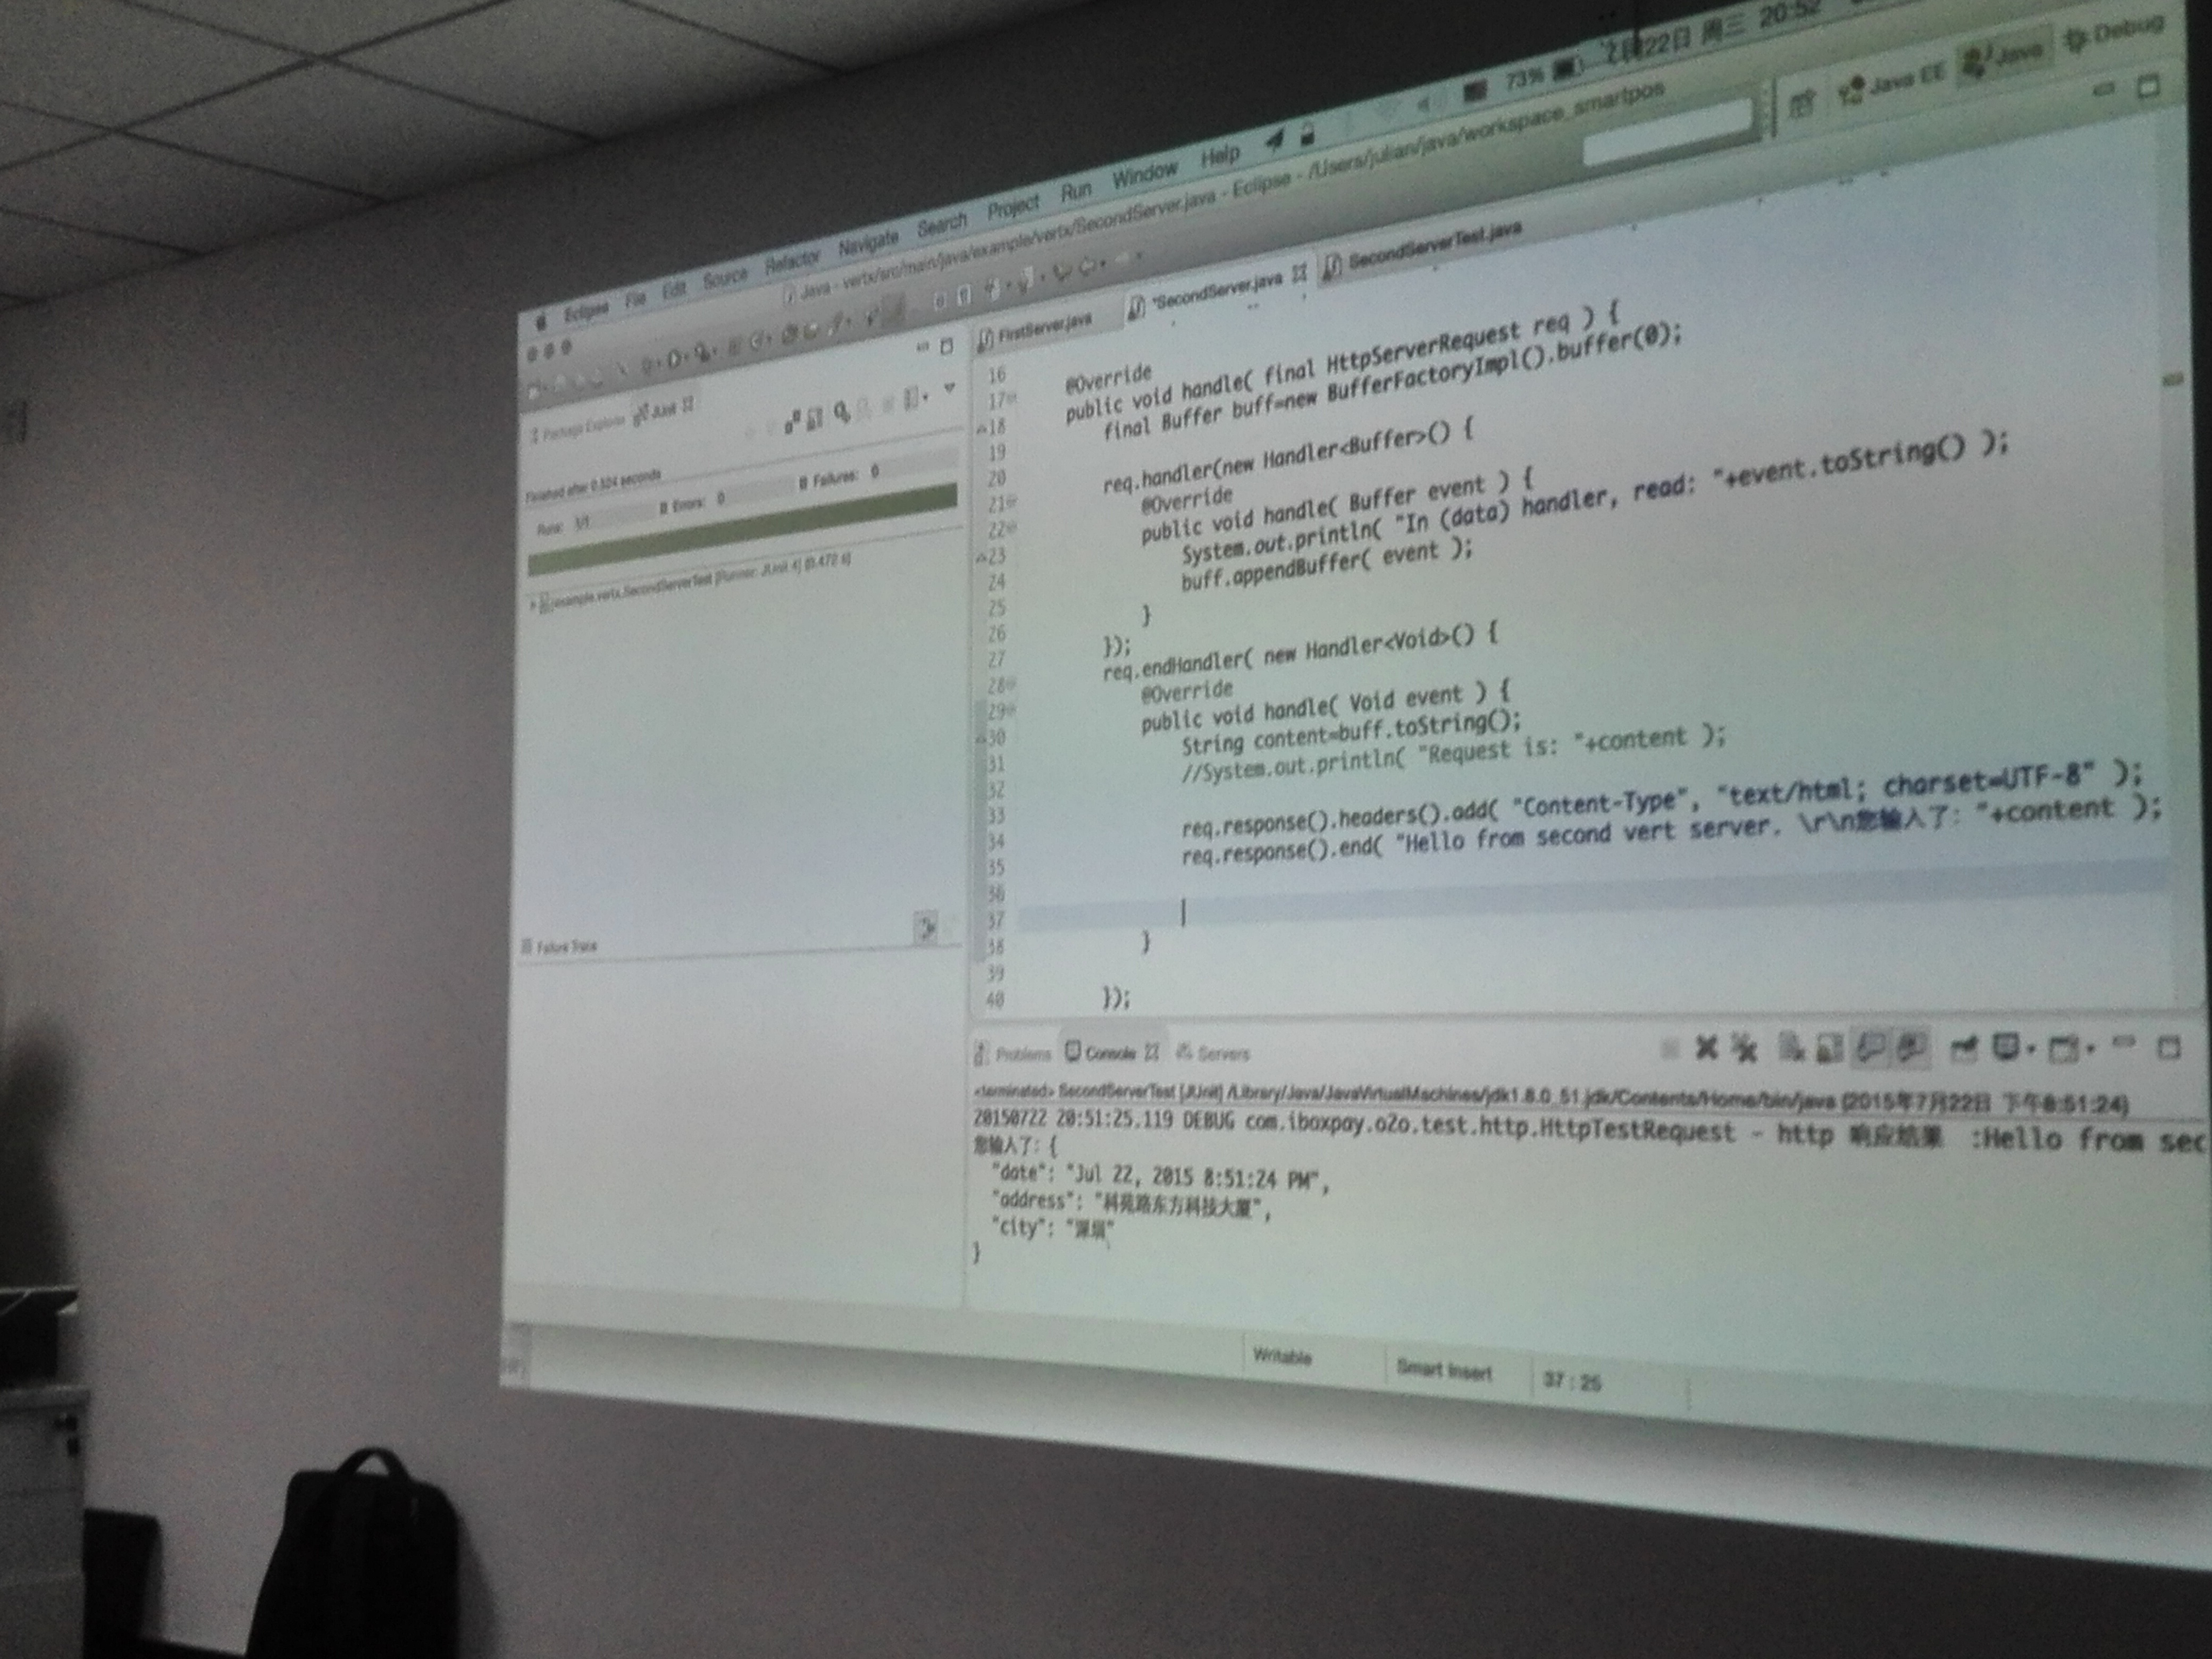 Eclipse File Edit Source Refactor Navigate Search Project Run Window Help 73% 22日 周三 20:52
Java - vertx/src/main/java/example/vertx/SecondServer.java - Eclipse - /Users/julian/java/workspace_smartpos
Java EE Java Debug
Package Explorer JUnit
Finished after 0.524 seconds
Runs: 1/1 Errors: 0 Failures: 0
example.vertx.SecondServerTest [Runner: JUnit 4] (0.472 s)
Failure Trace
FirstServer.java *SecondServer.java SecondServerTest.java
16
17 @Override
18 public void handle( final HttpServerRequest req ) {
19 final Buffer buff=new BufferFactoryImpl().buffer(0);
20
21 req.handler(new Handler<Buffer>() {
22 @Override
23 public void handle( Buffer event ) {
24 System.out.println( "In (data) handler, read: "+event.toString() );
25 buff.appendBuffer( event );
26 }
27 });
28 req.endHandler( new Handler<Void>() {
29 @Override
30 public void handle( Void event ) {
31 String content=buff.toString();
32 //System.out.println( "Request is: "+content );
33
34 req.response().headers().add( "Content-Type", "text/html; charset=UTF-8" );
35 req.response().end( "Hello from second vert server. \r\n您输入了: "+content );
36
37
38 }
39
40 });
Problems Console Servers
<terminated> SecondServerTest [JUnit] /Library/Java/JavaVirtualMachines/jdk1.8.0_51.jdk/Contents/Home/bin/java (2015年7月22日 下午8:51:24)
20150722 20:51:25.119 DEBUG com.iboxpay.o2o.test.http.HttpTestRequest - http 响应结果 :Hello from sec
您输入了: {
"date": "Jul 22, 2015 8:51:24 PM",
"address": "科苑路东方科技大厦",
"city": "深圳"
}
Writable Smart Insert 37 : 25